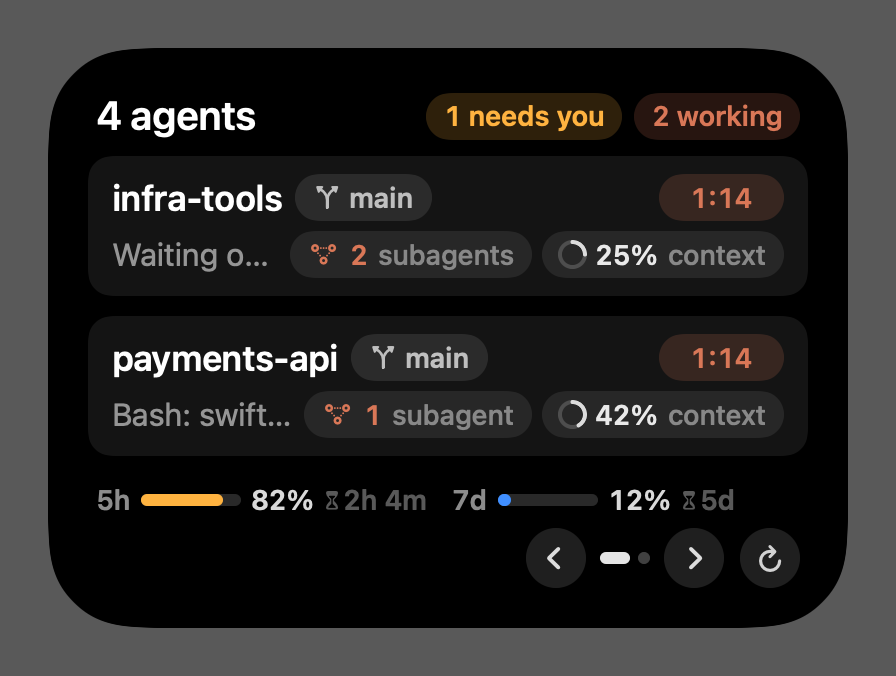 4 agents 1 needs you 2 working
infra-tools main 1:14
Waiting o... 2 subagents 25% context
payments-api main 1:14
Bash: swift... 1 subagent 42% context
5h 82% 2h 4m 7d 12% 5d